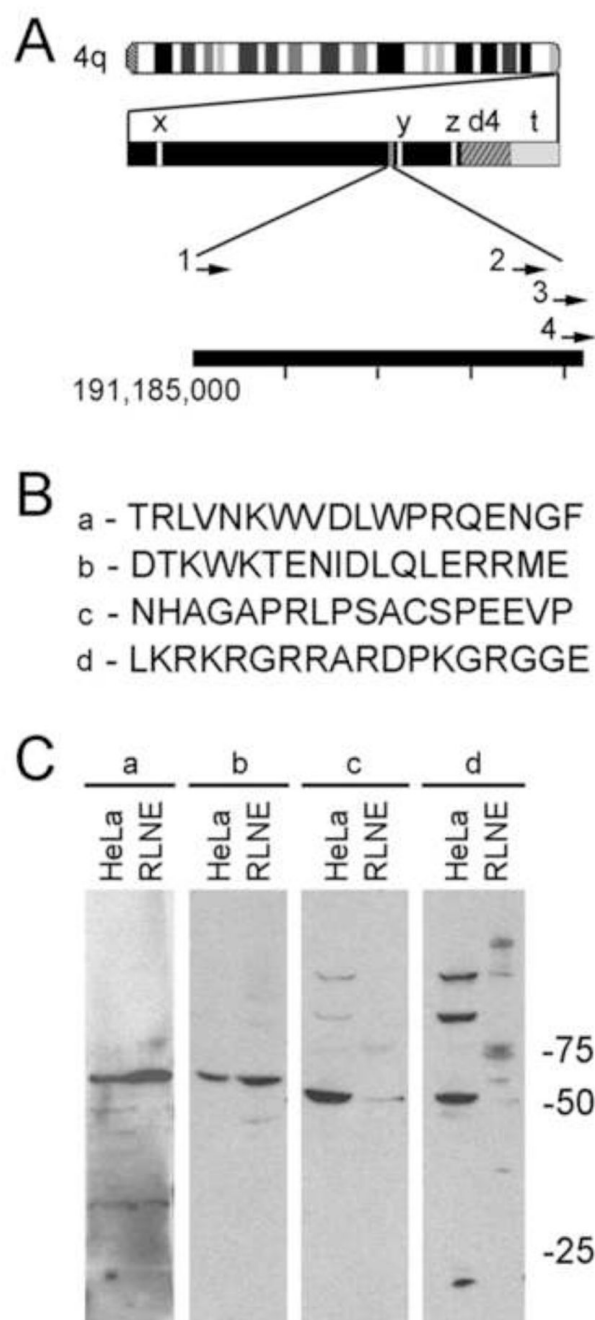 A
4q
x y z d4 t
1
2
3
4
191,185,000
B
a - TRLVNKWVDLWPRQENGF
b - DTKWKTENIDLQLERRME
c - NHAGAPRLPSACSPEEVP
d - LKRKRGRRARDPKGRGGE
C
a b c d
HeLa RLNE HeLa RLNE HeLa RLNE HeLa RLNE
-75
-50
-25